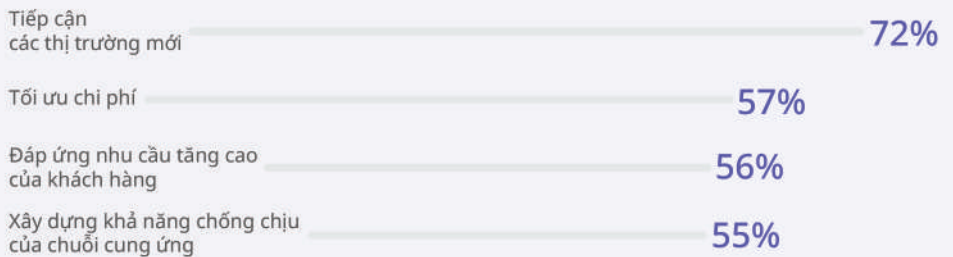 Tiếp cận
các thị trường mới
72%
Tối ưu chi phí
57%
Đáp ứng nhu cầu tăng cao
của khách hàng
56%
Xây dựng khả năng chống chịu
của chuỗi cung ứng
55%